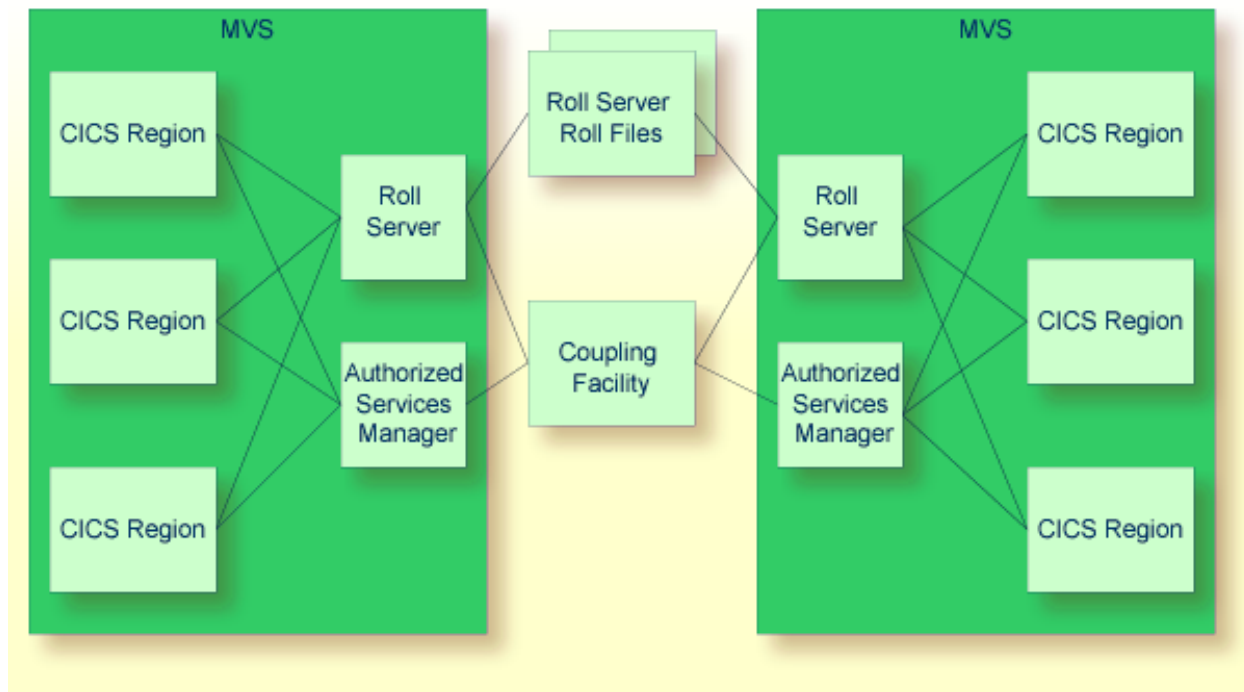 MVS
CICS Region
CICS Region
CICS Region
Roll
Server
Authorized
Services
Manager
Roll Server
Roll Files
Coupling
Facility
MVS
Roll
Server
Authorized
Services
Manager
CICS Region
CICS Region
CICS Region